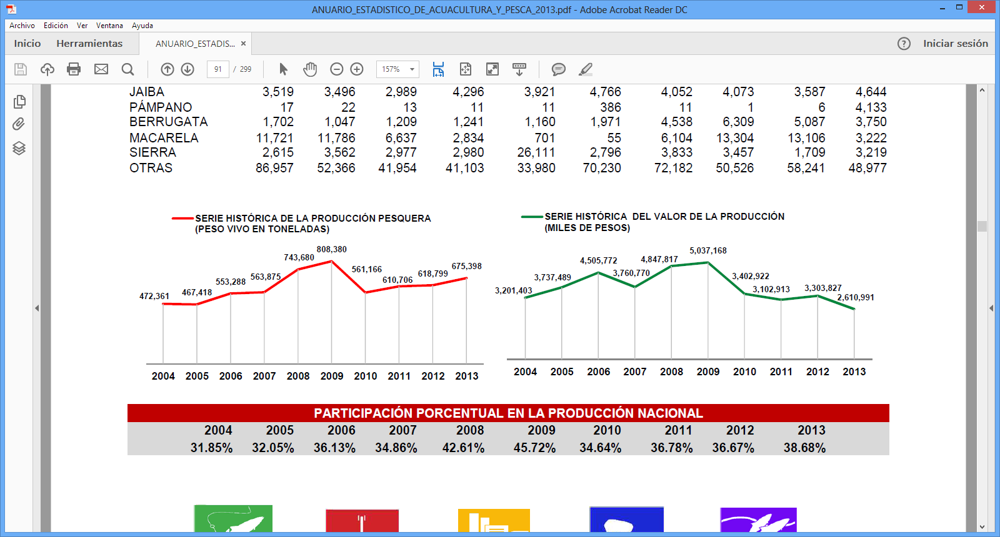 ANUARIO_ESTADISTICO_DE_ACUACULTURA_Y_PESCA_2013.pdf - Adobe Acrobat Reader DC
Archivo Edición Ver Ventana Ayuda
Inicio Herramientas ANUARIO_ESTADIS... × ? Iniciar sesión
91 / 299 157%
JAIBA 3,519 3,496 2,989 4,296 3,921 4,766 4,052 4,073 3,587 4,644
PÁMPANO 17 22 13 11 11 386 11 1 6 4,133
BERRUGATA 1,702 1,047 1,209 1,241 1,160 1,971 4,538 6,309 5,087 3,750
MACARELA 11,721 11,786 6,637 2,834 701 55 6,104 13,304 13,106 3,222
SIERRA 2,615 3,562 2,977 2,980 26,111 2,796 3,833 3,457 1,709 3,219
OTRAS 86,957 52,366 41,954 41,103 33,980 70,230 72,182 50,526 58,241 48,977
SERIE HISTÓRICA DE LA PRODUCCIÓN PESQUERA
(PESO VIVO EN TONELADAS)
472,361 467,418 553,288 563,875 743,680 808,380 561,166 610,706 618,799 675,398
2004 2005 2006 2007 2008 2009 2010 2011 2012 2013
SERIE HISTÓRICA DEL VALOR DE LA PRODUCCIÓN
(MILES DE PESOS)
3,201,403 3,737,489 4,505,772 3,760,770 4,847,817 5,037,168 3,402,922 3,102,913 3,303,827 2,610,991
2004 2005 2006 2007 2008 2009 2010 2011 2012 2013
PARTICIPACIÓN PORCENTUAL EN LA PRODUCCIÓN NACIONAL
2004 2005 2006 2007 2008 2009 2010 2011 2012 2013
31.85% 32.05% 36.13% 34.86% 42.61% 45.72% 34.64% 36.78% 36.67% 38.68%